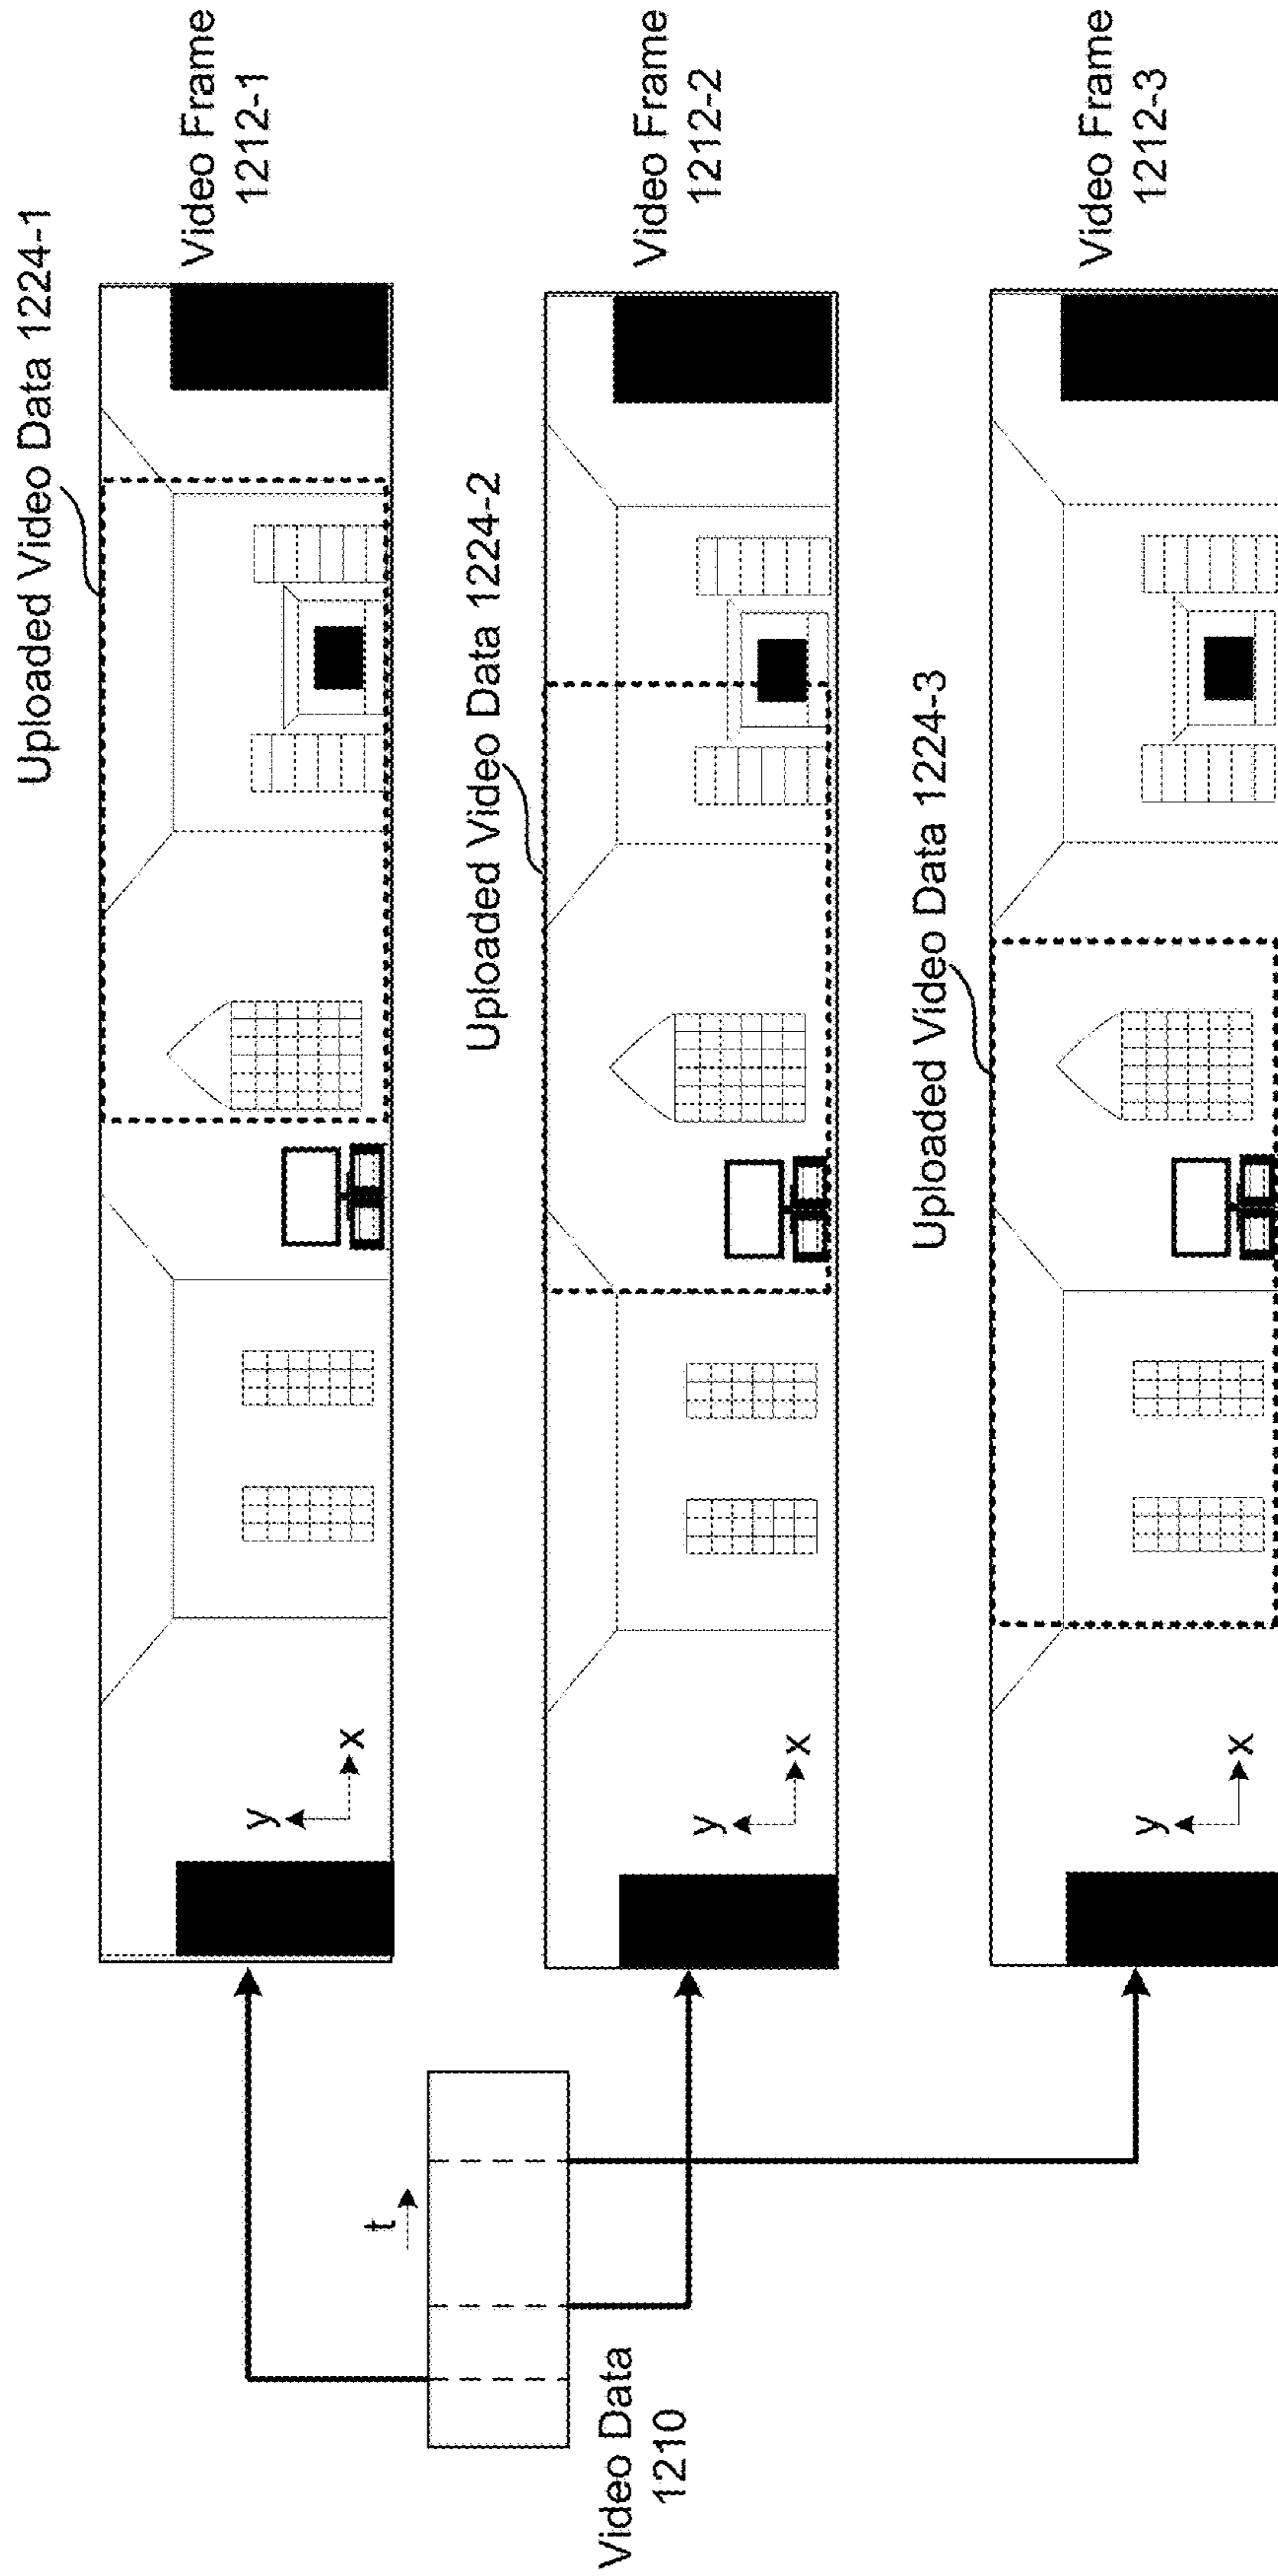 Uploaded Video Data 1224-1
Video Frame
1212-1
y
x
Uploaded Video Data 1224-2
Video Frame
1212-2
y
x
t
Video Data
1210
Uploaded Video Data 1224-3
Video Frame
1212-3
y
x